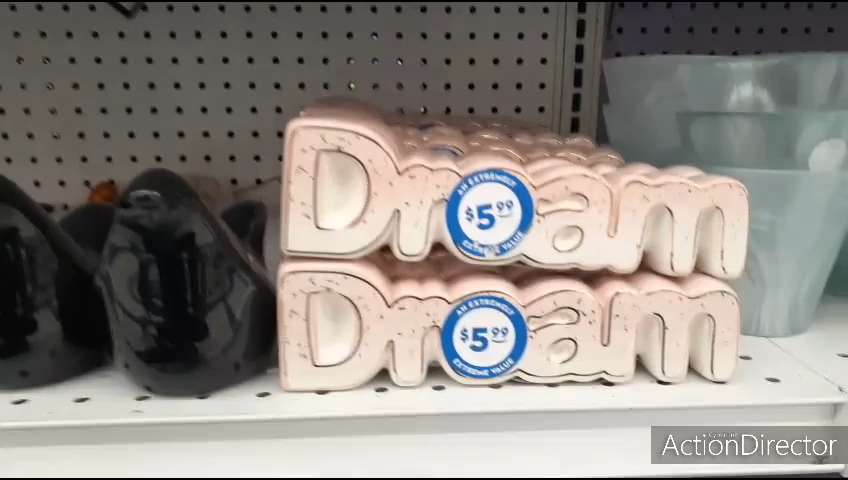 Dream
AN EXTREMELY
$5.99
EXTREME VALUE
Dream
AN EXTREMELY
$5.99
EXTREME VALUE
ActionDirector